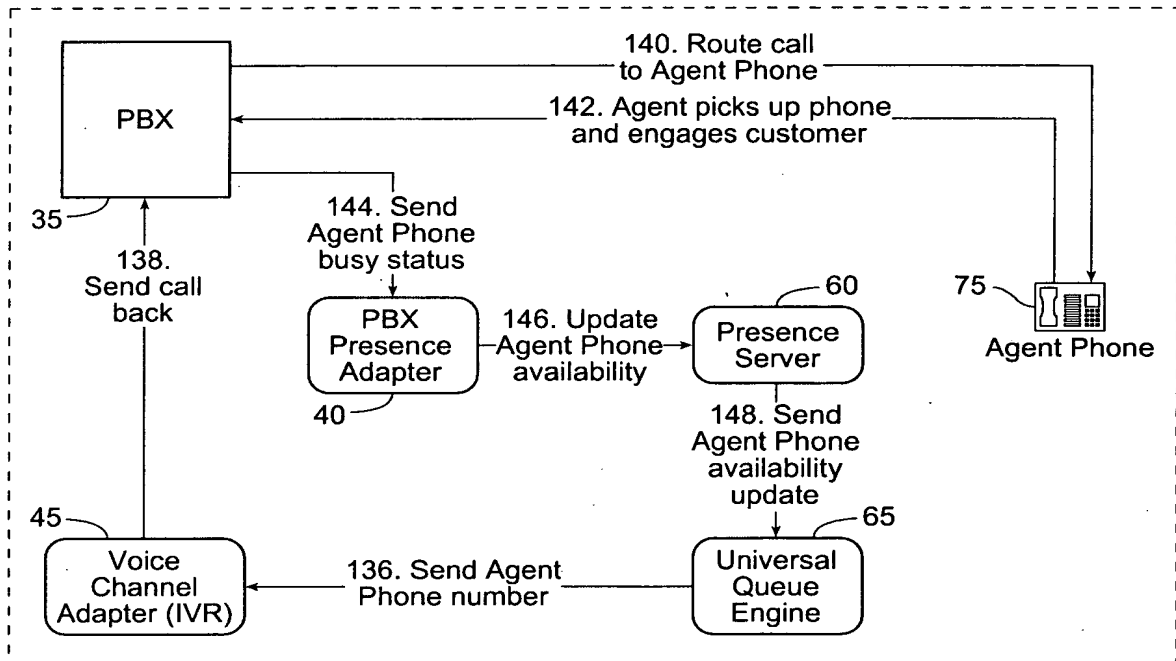 140. Route call
to Agent Phone
PBX
142. Agent picks up phone
and engages customer
35
144. Send
Agent Phone
busy status
138.
Send call
back
60
75
PBX
Presence
Adapter
146. Update
Agent Phone
availability
Presence
Server
Agent Phone
40
148. Send
Agent Phone
availability
update
45
65
Voice
Channel
Adapter (IVR)
136. Send Agent
Phone number
Universal
Queue
Engine